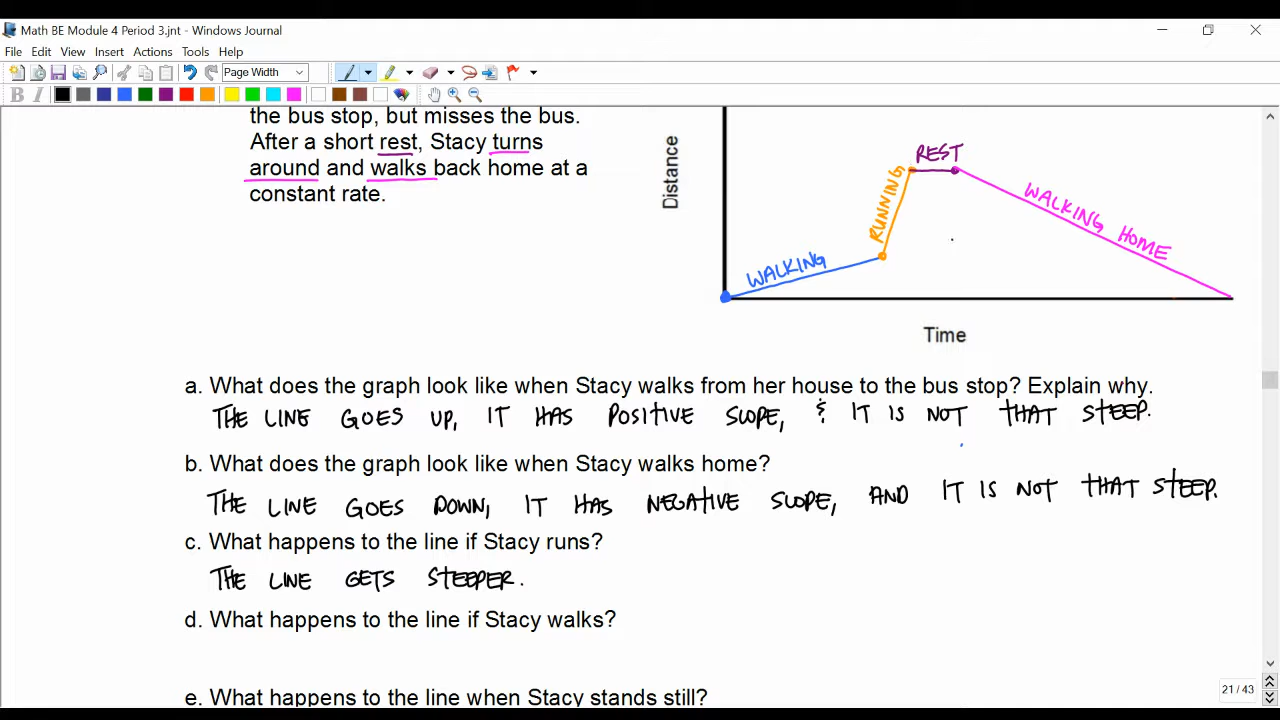 Math BE Module 4 Period 3.jnt - Windows Journal
File Edit View Insert Actions Tools Help
Page Width
B I
the bus stop, but misses the bus.
After a short rest, Stacy turns
around and walks back home at a
constant rate.
Distance
WALKING
RUNNING
REST
WALKING HOME
Time
a. What does the graph look like when Stacy walks from her house to the bus stop? Explain why.
THE LINE GOES UP, IT HAS POSITIVE SLOPE, & IT IS NOT THAT STEEP.
b. What does the graph look like when Stacy walks home?
THE LINE GOES DOWN, IT HAS NEGATIVE SLOPE, AND IT IS NOT THAT STEEP.
c. What happens to the line if Stacy runs?
THE LINE GETS STEEPER.
d. What happens to the line if Stacy walks?
e. What happens to the line when Stacy stands still?
21 / 43